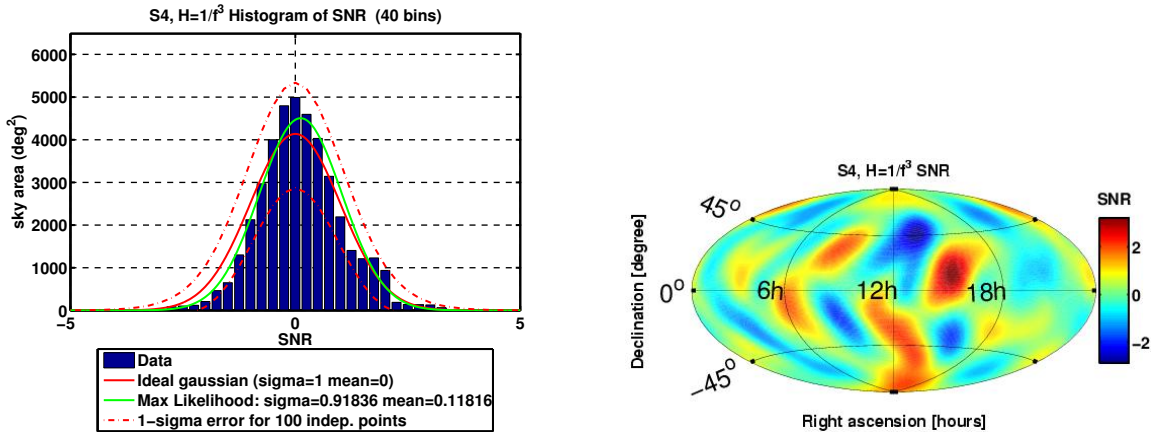 S4, H=1/f³ Histogram of SNR (40 bins)
6000
5000
4000
3000
2000
1000
0
sky area (deg²)
−5
0
5
SNR
Data
Ideal gaussian (sigma=1 mean=0)
Max Likelihood: sigma=0.91836 mean=0.11816
1−sigma error for 100 indep. points
S4, H=1/f³ SNR
SNR
45°
0°
−45°
Declination [degree]
6h
12h
18h
2
0
−2
Right ascension [hours]